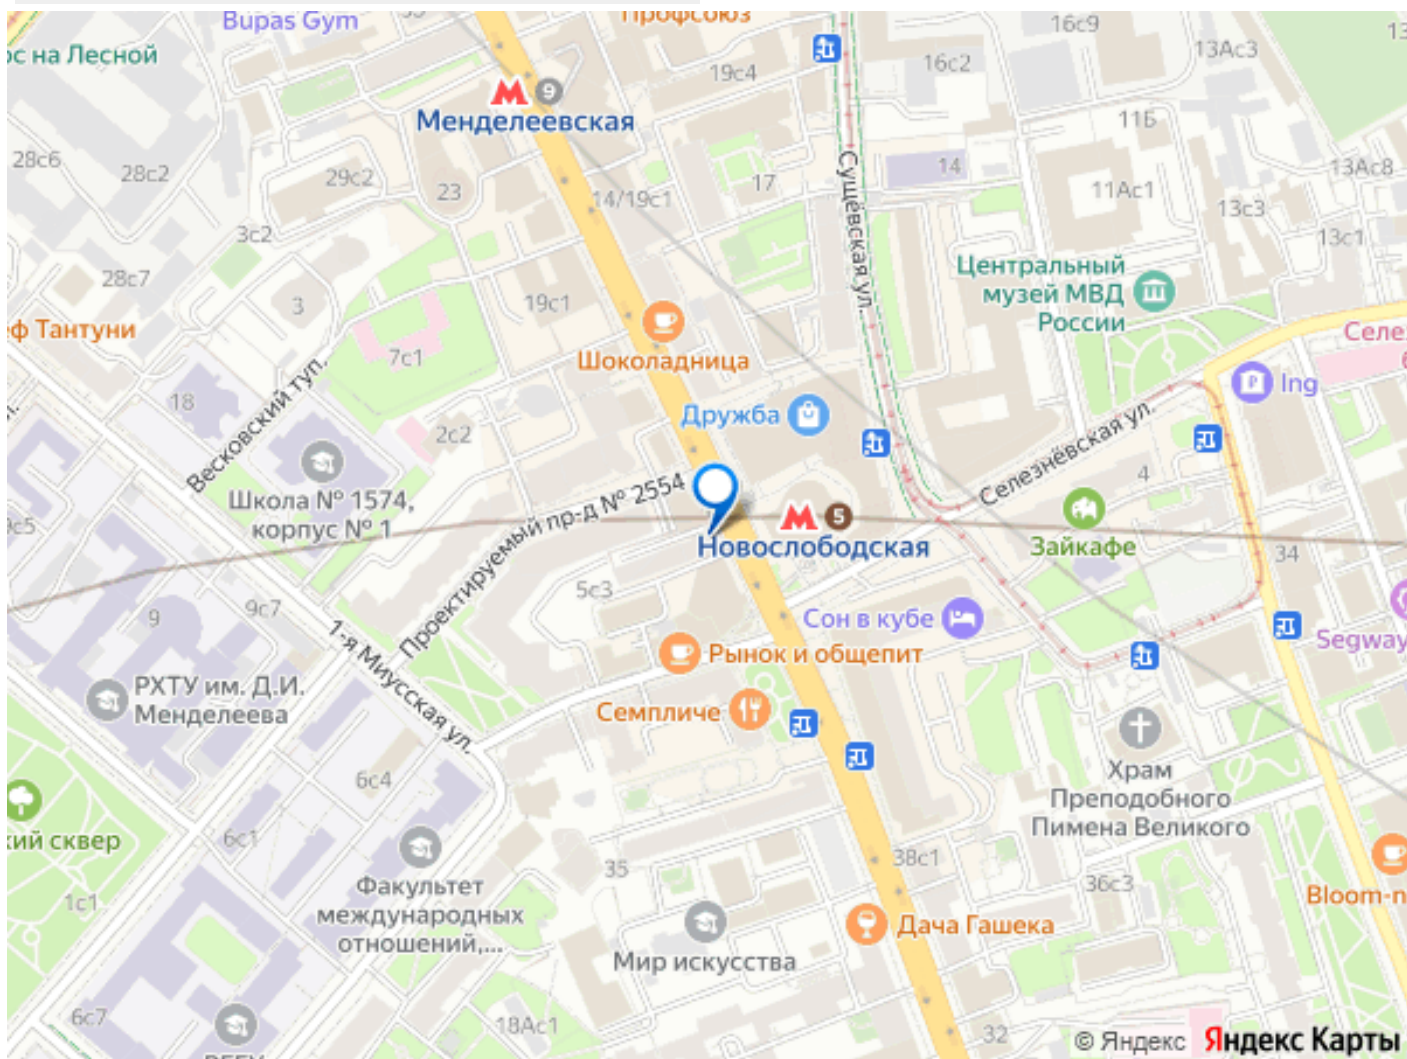 Bupas Gym
Профсоюз
16с9
13Ас3
ос на Лесной
19с4
16с2
9
Менделеевская
11Б
28с6
28с2
29с2
23
14/19с1
17
Сущёвская ул.
14
11Ас1
13Ас8
13с3
13с1
3с2
28с7
3
19с1
Центральный
музей МВД
России
еф Тантуни
7с1
Шоколадница
Селе
18
Весковский туп.
2с2
Дружба
Ing
Школа № 1574,
корпус № 1
Проектируемый пр-д № 2554
Селезнёвская ул.
4
5
Новослободская
Зайкафе
34
9с5
9
9с7
5с3
Сон в кубе
Segway
1-я Миусская ул.
Рынок и общепит
РХТУ им. Д.И.
Менделеева
Семпличе
6с4
Храм
Преподобного
Пимена Великого
кий сквер
6с1
1с1
35
38с1
36с3
Факультет
международных
отношений,...
Bloom-n
Дача Гашека
Мир искусства
6с7
18Ас1
32
© Яндекс Яндекс Карты